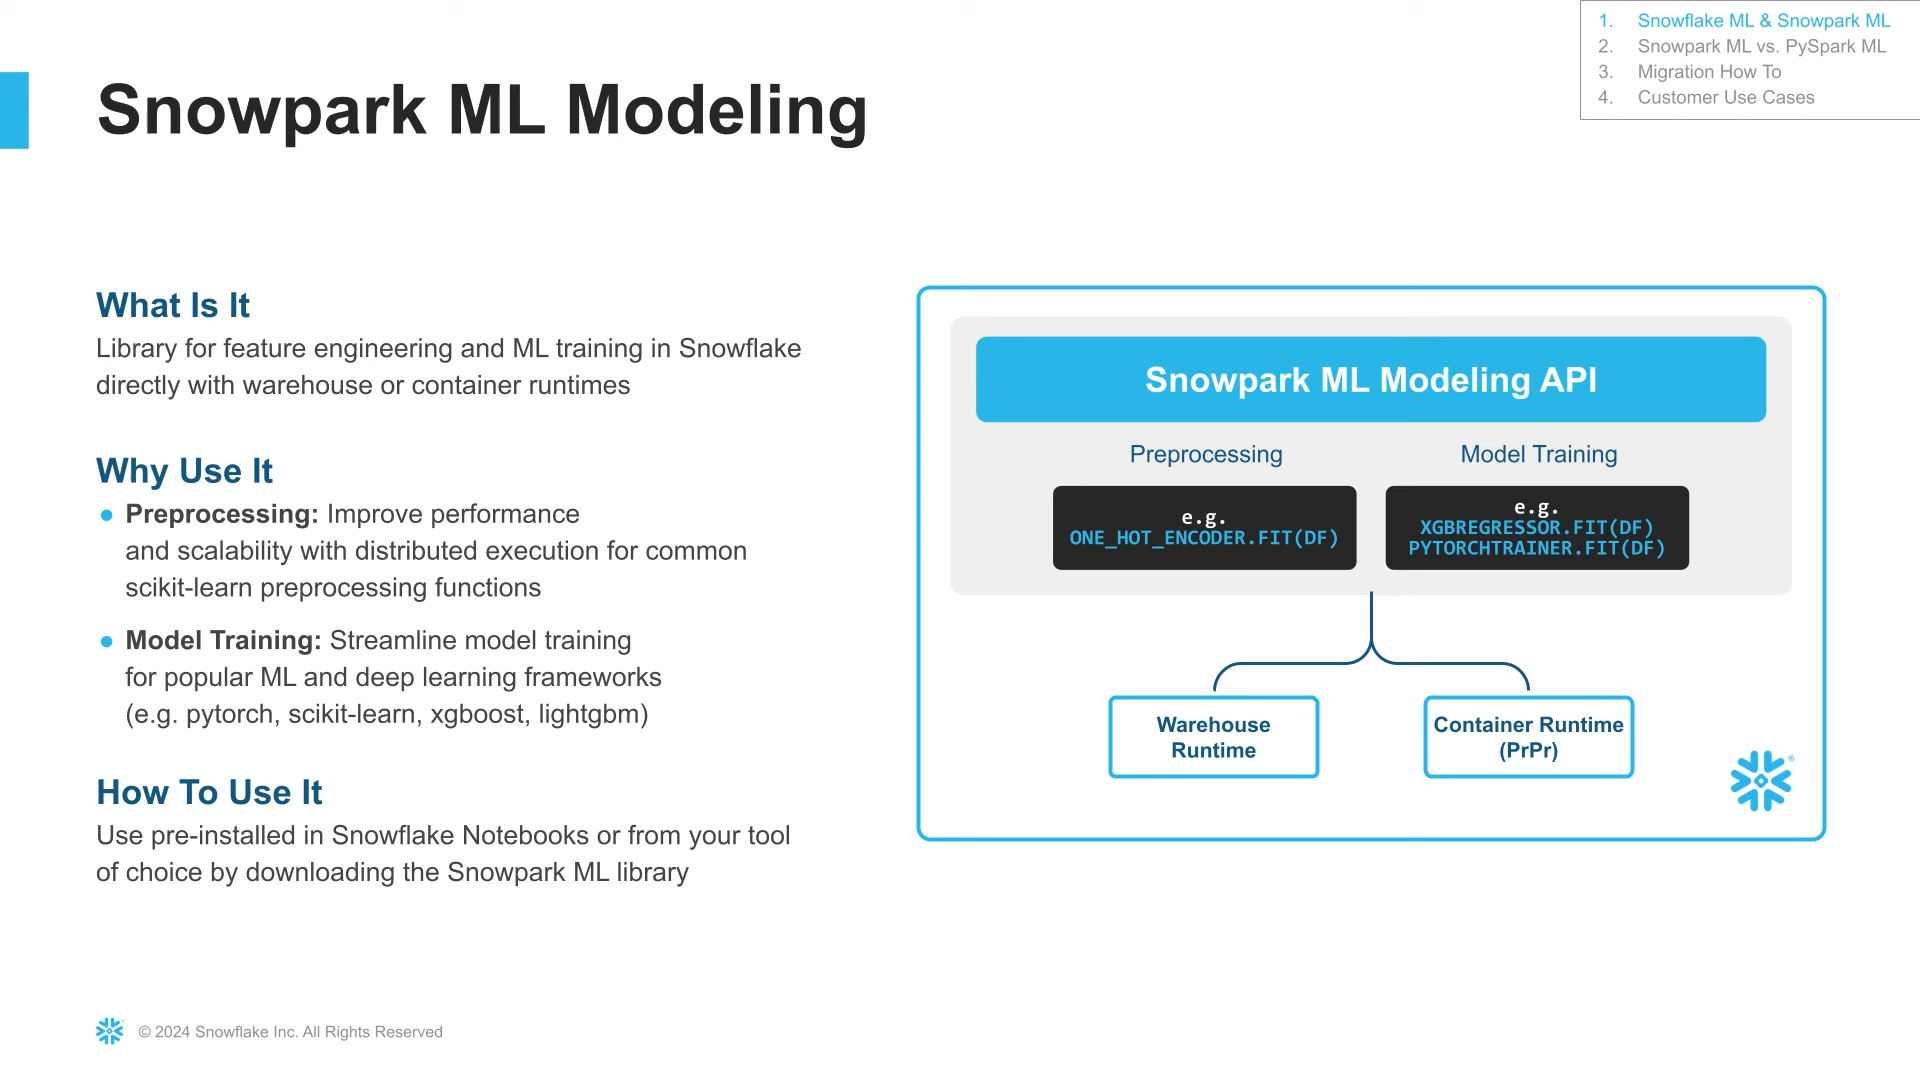 1. Snowflake ML & Snowpark ML
2. Snowpark ML vs. PySpark ML
3. Migration How To
4. Customer Use Cases
Snowpark ML Modeling
What Is It
Library for feature engineering and ML training in Snowflake
directly with warehouse or container runtimes
Why Use It
● Preprocessing: Improve performance
and scalability with distributed execution for common
scikit-learn preprocessing functions
● Model Training: Streamline model training
for popular ML and deep learning frameworks
(e.g. pytorch, scikit-learn, xgboost, lightgbm)
How To Use It
Use pre-installed in Snowflake Notebooks or from your tool
of choice by downloading the Snowpark ML library
Snowpark ML Modeling API
Preprocessing
e.g.
ONE_HOT_ENCODER.FIT(DF)
Model Training
e.g.
XGBREGRESSOR.FIT(DF)
PYTORCHTRAINER.FIT(DF)
Warehouse
Runtime
Container Runtime
(PrPr)
®
© 2024 Snowflake Inc. All Rights Reserved